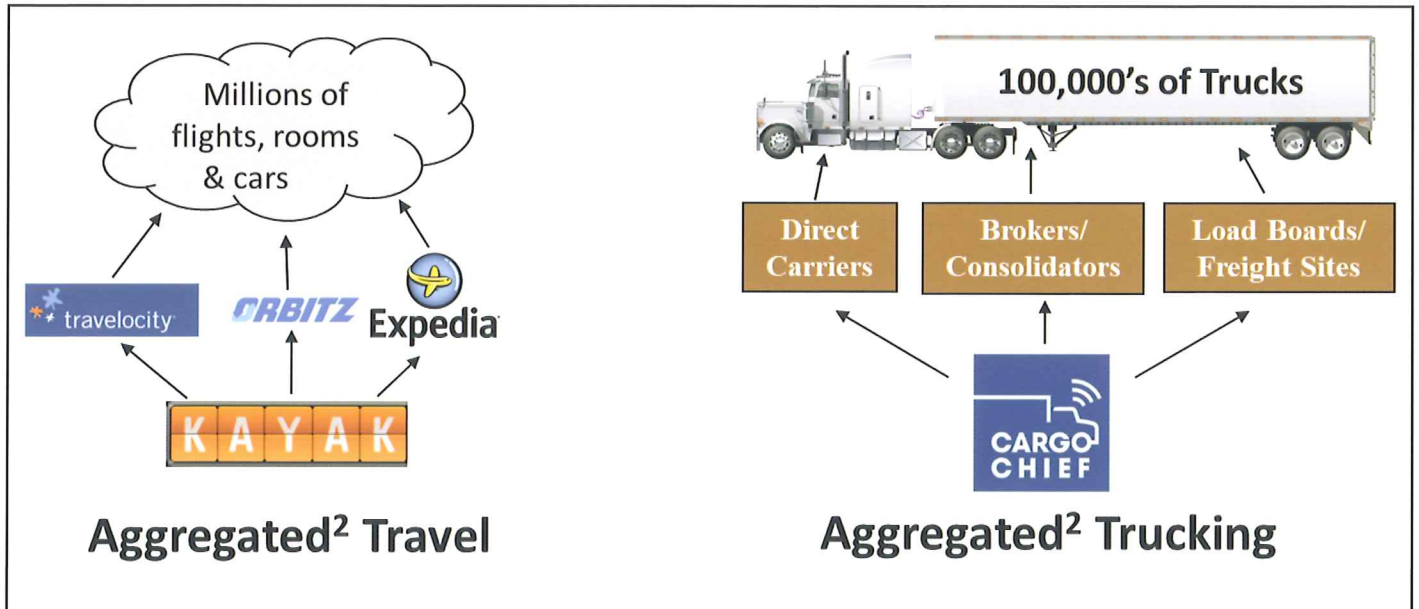 Millions of
flights, rooms
& cars
travelocity
ORBITZ
Expedia
KAYAK
Aggregated² Travel
100,000’s of Trucks
Direct
Carriers
Brokers/
Consolidators
Load Boards/
Freight Sites
CARGO
CHIEF
Aggregated² Trucking